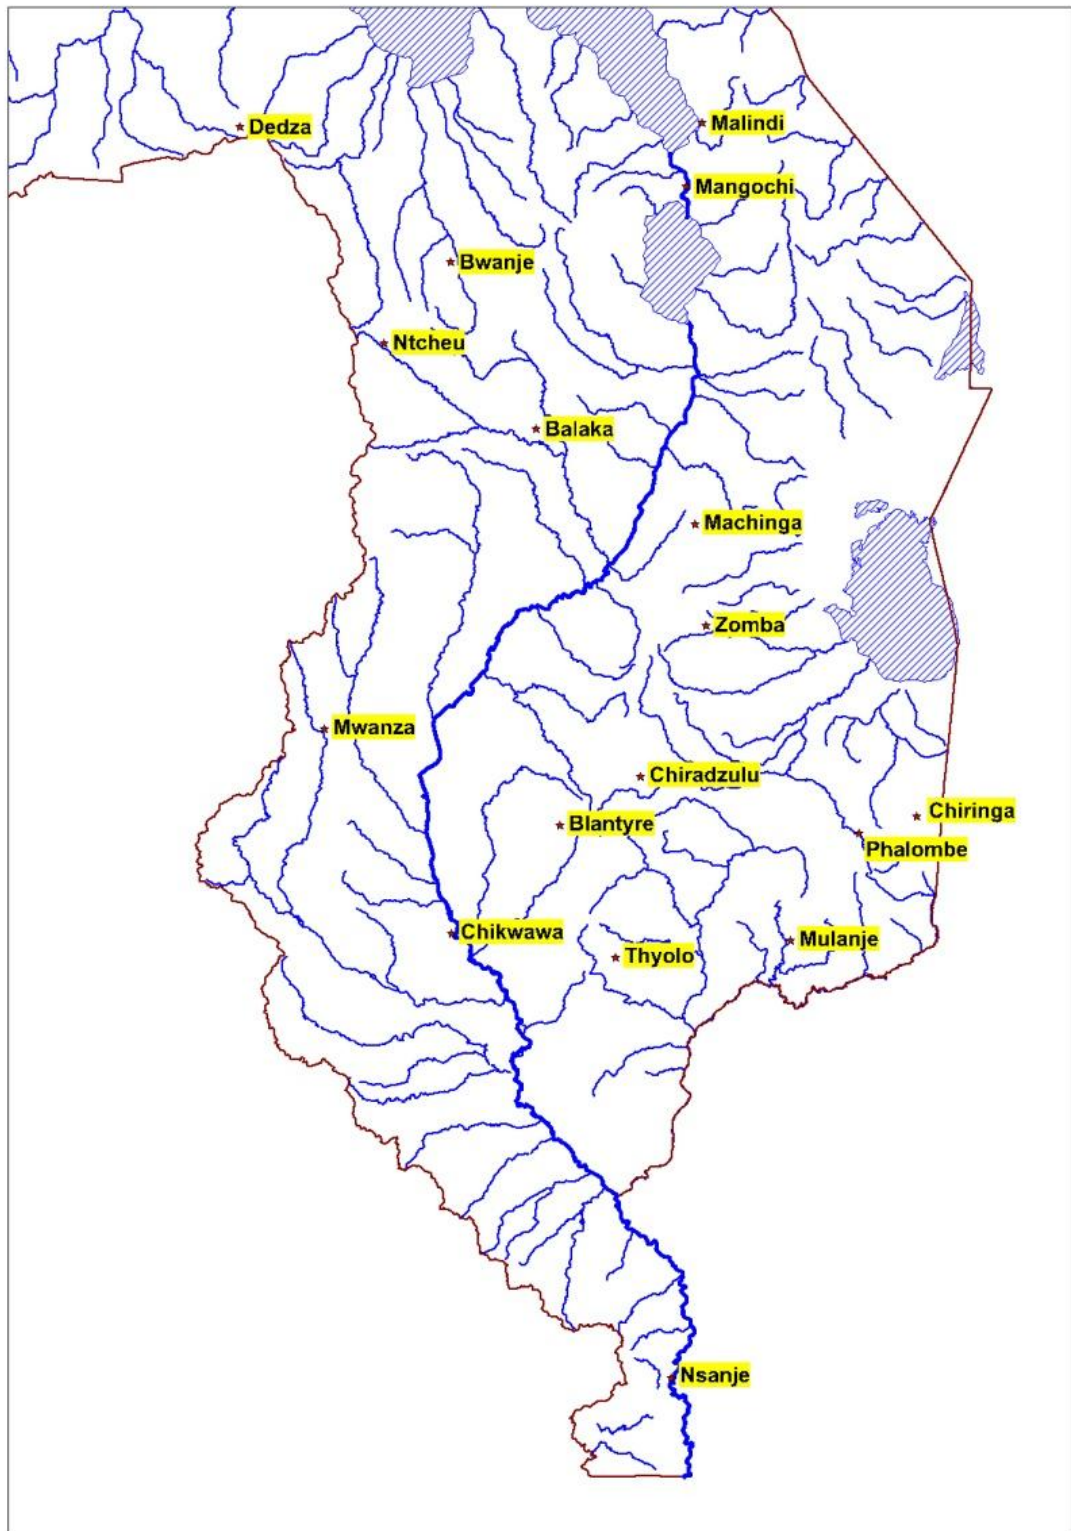 Dedza
Malindi
Mangochi
Bwanje
Ntcheu
Balaka
Machinga
Zomba
Mwanza
Chiradzulu
Chiringa
Blantyre
Phalombe
Chikwawa
Mulanje
Thyolo
Nsanje